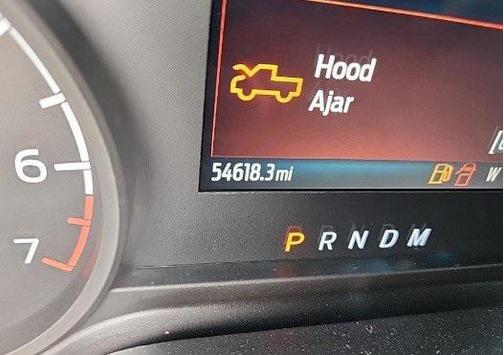 Hood
Ajar
54618.3mi
W
6
7
P R N D M